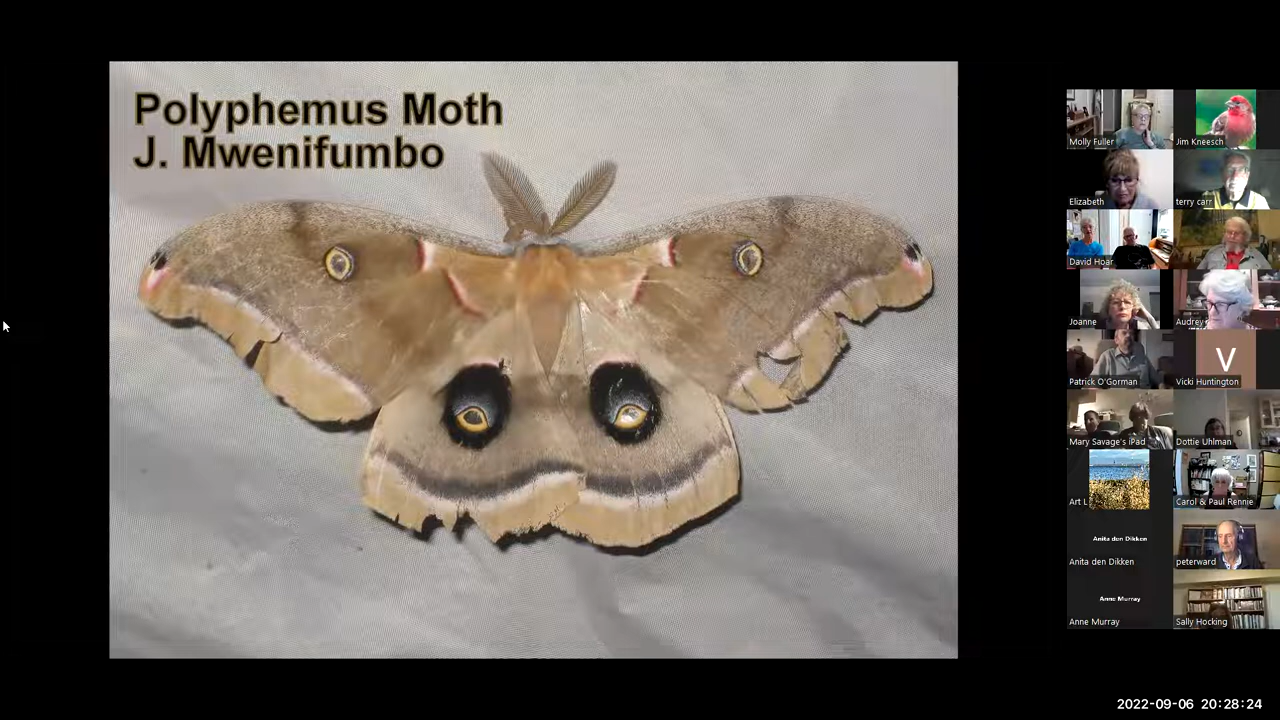 Polyphemus Moth
J. Mwenifumbo
Molly Fuller
Jim Kneesch
Elizabeth
terry carr
David Hoar
Joanne
Audrey
Patrick O'Gorman
V
Vicki Huntington
Mary Savage's iPad
Dottie Uhlman
Art L
Carol & Paul Rennie
Anita den Dikken
Anita den Dikken
peterward
Anne Murray
Anne Murray
Sally Hocking
2022-09-06 20:28:24